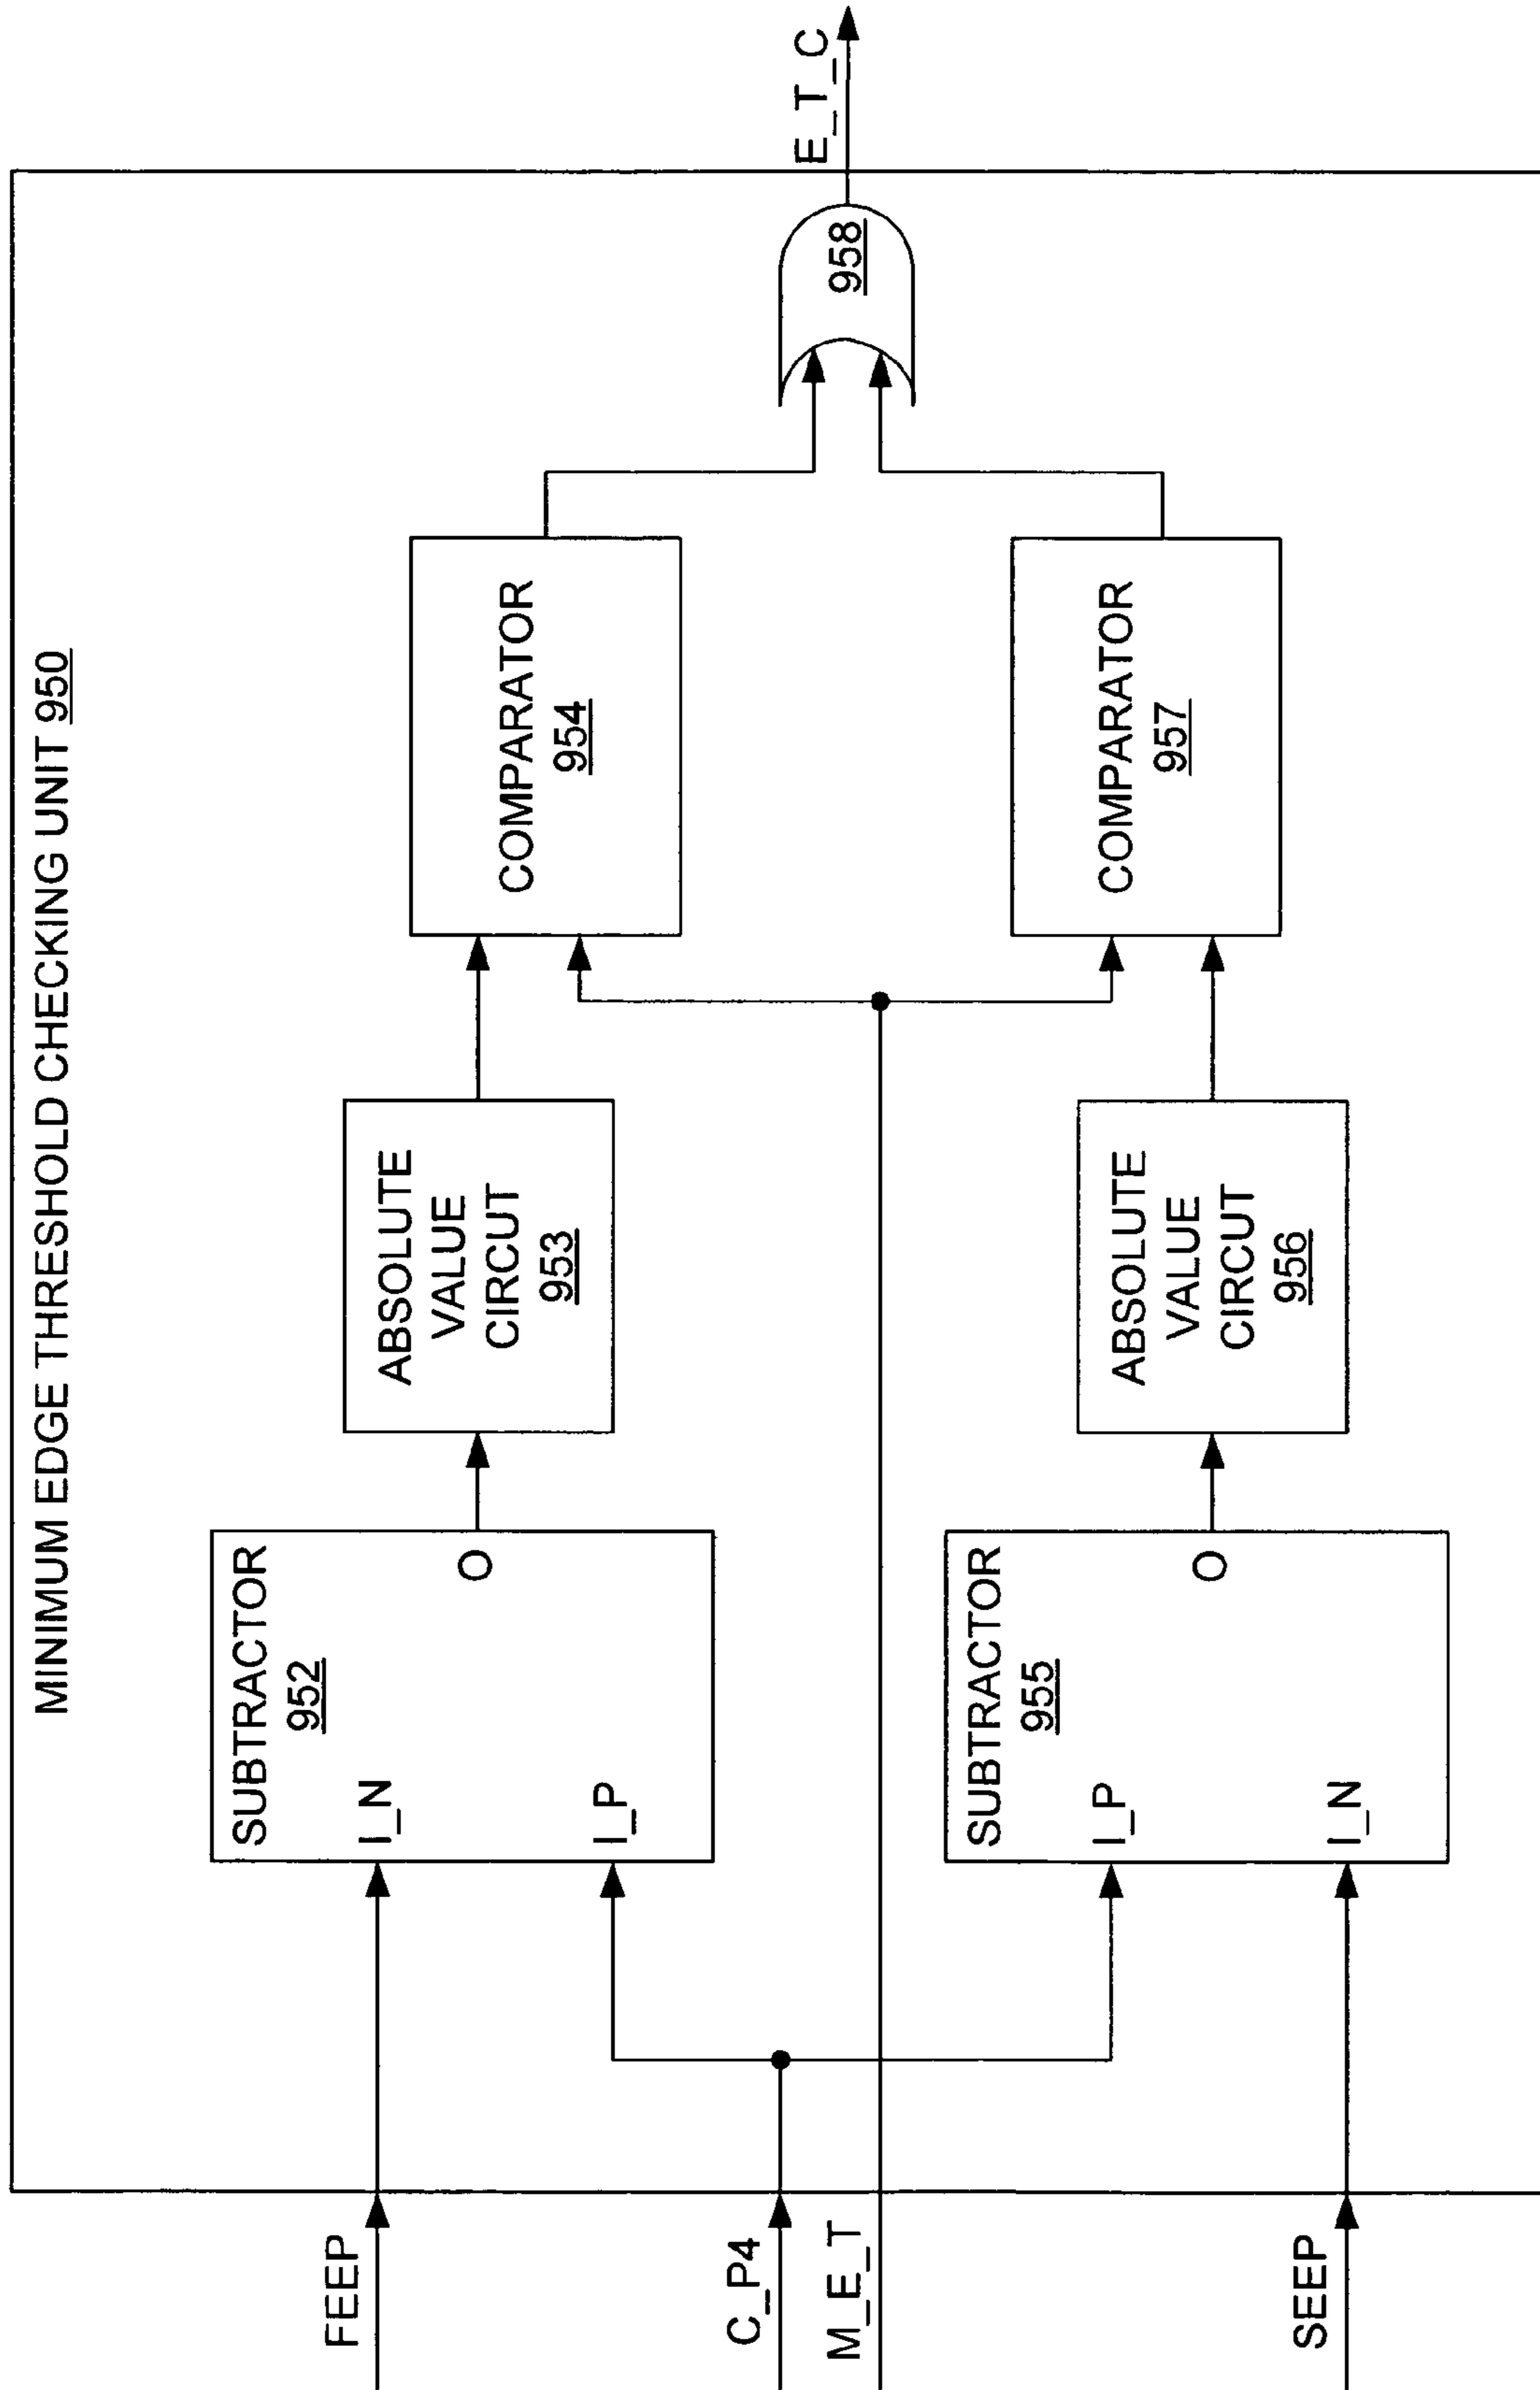 MINIMUM EDGE THRESHOLD CHECKING UNIT 950
FEEP
C_P4
M_E_T
SEEP
SUBTRACTOR
952
I_N
I_P
O
ABSOLUTE
VALUE
CIRCUT
953
COMPARATOR
954
SUBTRACTOR
955
I_P
I_N
O
ABSOLUTE
VALUE
CIRCUT
956
COMPARATOR
957
958
E_T_C